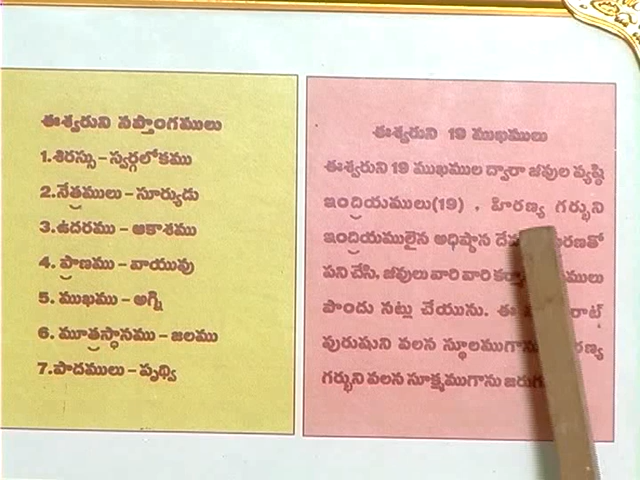 ఈశ్వరుని సప్తాంగములు
1.శిరస్సు – స్వర్గలోకము
2.నేత్రములు – సూర్యుడు
3.ఉదరము – ఆకాశము
4. ప్రాణము – వాయువు
5. ముఖము – అగ్ని
6. మూత్రస్థానము – జలము
7.పాదములు – పృథ్వి
ఈశ్వరుని 19 ముఖములు
ఈశ్వరుని 19 ముఖముల ద్వారా జీవుల వ్యష్ఠి
ఇంద్రియములు(19) , హిరణ్య గర్భుని
ఇంద్రియములైన అధిష్ఠాన
పని చేసి, జీవులు వారి వారి
పొందు నట్లు చేయును. ఈ
పురుషుని వలన స్థూలముగాను
గర్భుని వలన సూక్ష్మముగాను